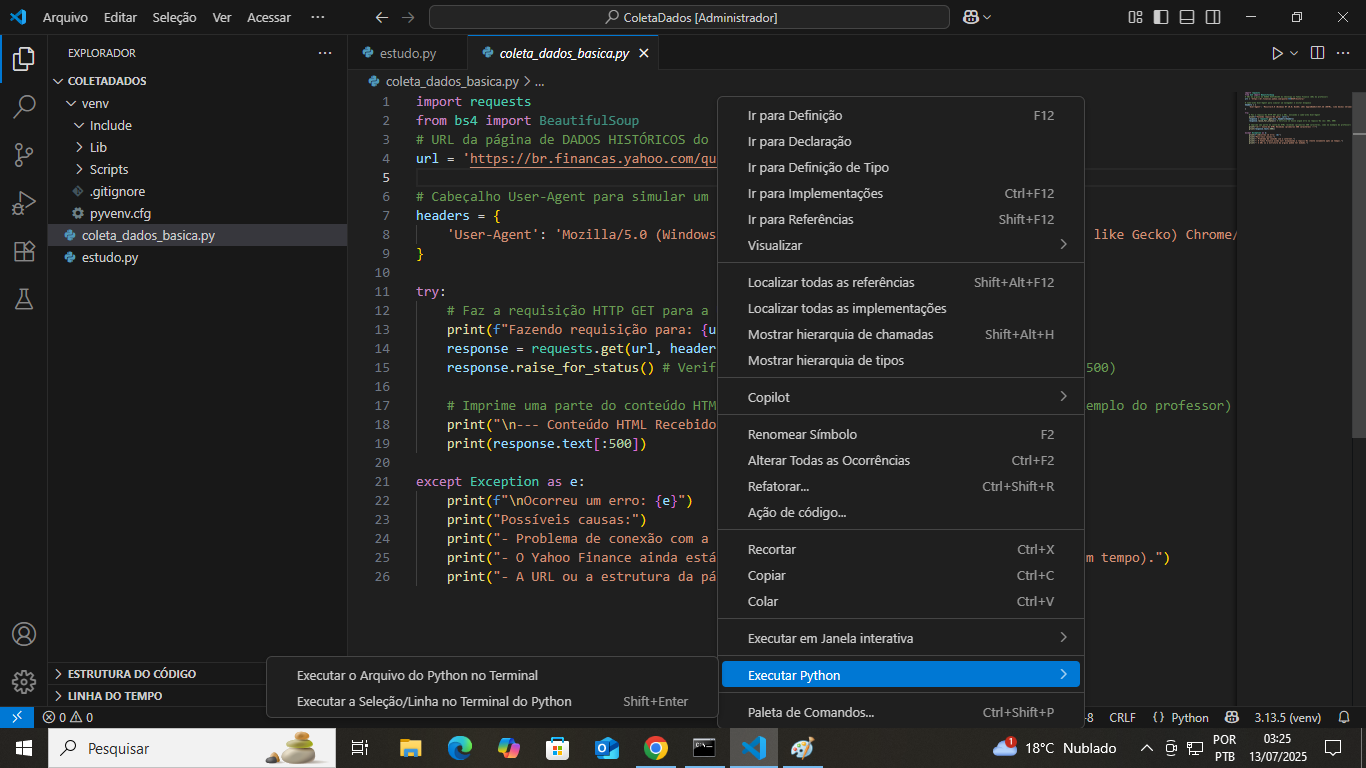 Arquivo Editar Seleção Ver Acessar ··· ColetaDados [Administrador]
EXPLORADOR ···
COLETADADOS
venv
Include
Lib
Scripts
.gitignore
pyvenv.cfg
coleta_dados_basica.py
estudo.py
ESTRUTURA DO CÓDIGO
LINHA DO TEMPO
estudo.py coleta_dados_basica.py
coleta_dados_basica.py > ...
1 import requests
2 from bs4 import BeautifulSoup
3 # URL da página de DADOS HISTÓRICOS do
4 url = 'https://br.financas.yahoo.com/qu
5
6 # Cabeçalho User-Agent para simular um
7 headers = {
8 'User-Agent': 'Mozilla/5.0 (Windows like Gecko) Chrome/
9 }
10
11 try:
12 # Faz a requisição HTTP GET para a
13 print(f"Fazendo requisição para: {u
14 response = requests.get(url, header
15 response.raise_for_status() # Verif 500)
16
17 # Imprime uma parte do conteúdo HTM emplo do professor)
18 print("\n--- Conteúdo HTML Recebido
19 print(response.text[:500])
20
21 except Exception as e:
22 print(f"\nOcorreu um erro: {e}")
23 print("Possíveis causas:")
24 print("- Problema de conexão com a
25 print("- O Yahoo Finance ainda está m tempo).")
26 print("- A URL ou a estrutura da pá
Ir para Definição F12
Ir para Declaração
Ir para Definição de Tipo
Ir para Implementações Ctrl+F12
Ir para Referências Shift+F12
Visualizar
Localizar todas as referências Shift+Alt+F12
Localizar todas as implementações
Mostrar hierarquia de chamadas Shift+Alt+H
Mostrar hierarquia de tipos
Copilot
Renomear Símbolo F2
Alterar Todas as Ocorrências Ctrl+F2
Refatorar... Ctrl+Shift+R
Ação de código...
Recortar Ctrl+X
Copiar Ctrl+C
Colar Ctrl+V
Executar em Janela interativa
Executar Python
Paleta de Comandos... Ctrl+Shift+P
Executar o Arquivo do Python no Terminal
Executar a Seleção/Linha no Terminal do Python Shift+Enter
0 0 -8 CRLF {} Python 3.13.5 (venv)
Pesquisar 1 18°C Nublado POR PTB 03:25 13/07/2025